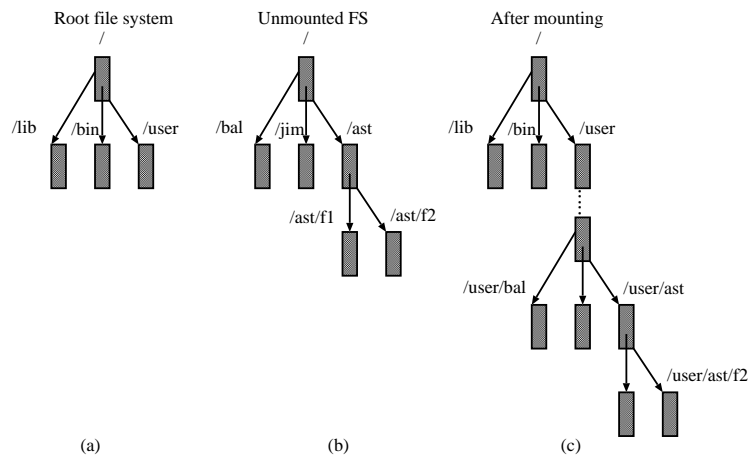 Root file system
/
/lib
/bin
/user
(a)
Unmounted FS
/
/bal
/jim
/ast
/ast/f1
/ast/f2
(b)
After mounting
/
/lib
/bin
/user
/user/bal
/user/ast
/user/ast/f2
(c)